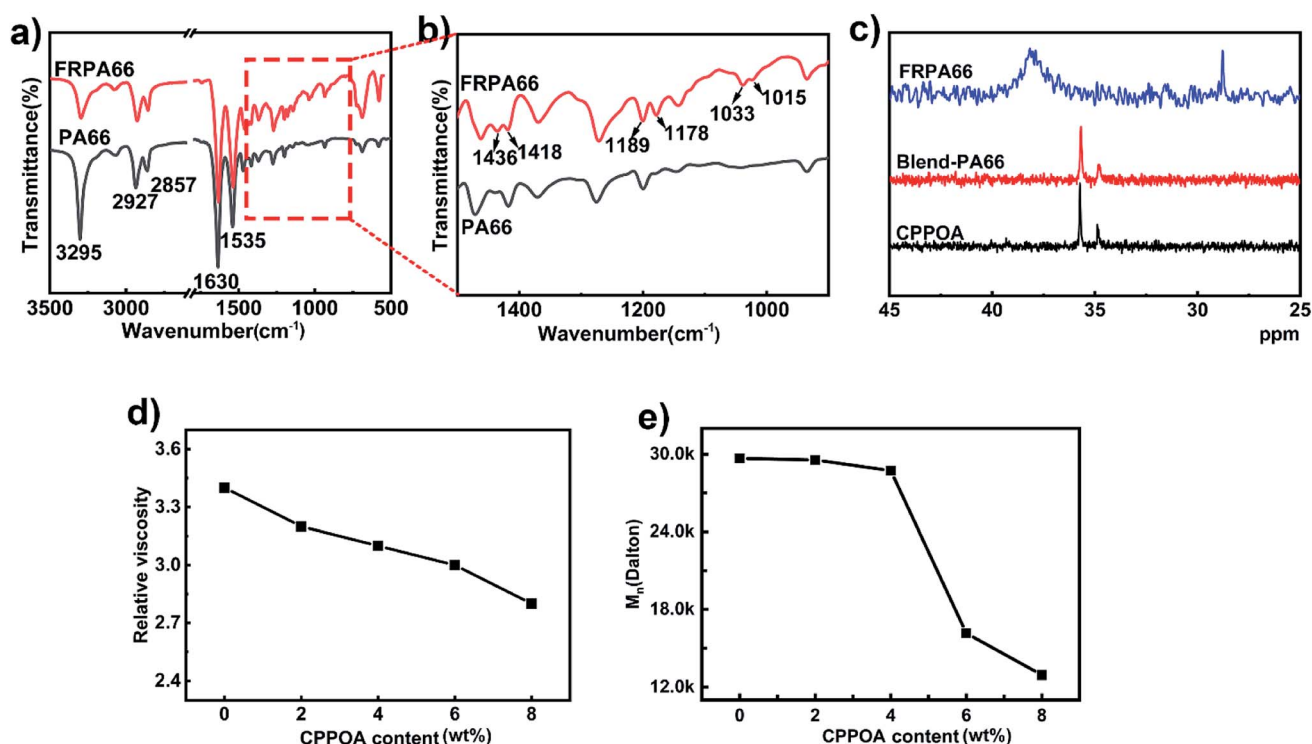 a)
FRPA66
PA66
2927
2857
3295
1535
1630
Transmittance(%)
3500 3000 1500 1000 500
Wavenumber(cm-1)
b)
FRPA66
1033 1015
1189 1178
1436 1418
PA66
Transmittance(%)
1400 1200 1000
Wavenumber(cm-1)
c)
FRPA66
Blend-PA66
CPPOA
45 40 35 30 25
ppm
d)
Relative viscosity
3.6
3.3
3.0
2.7
2.4
0 2 4 6 8
CPPOA content (wt%)
e)
Mn(Dalton)
30.0k
24.0k
18.0k
12.0k
0 2 4 6 8
CPPOA content (wt%)